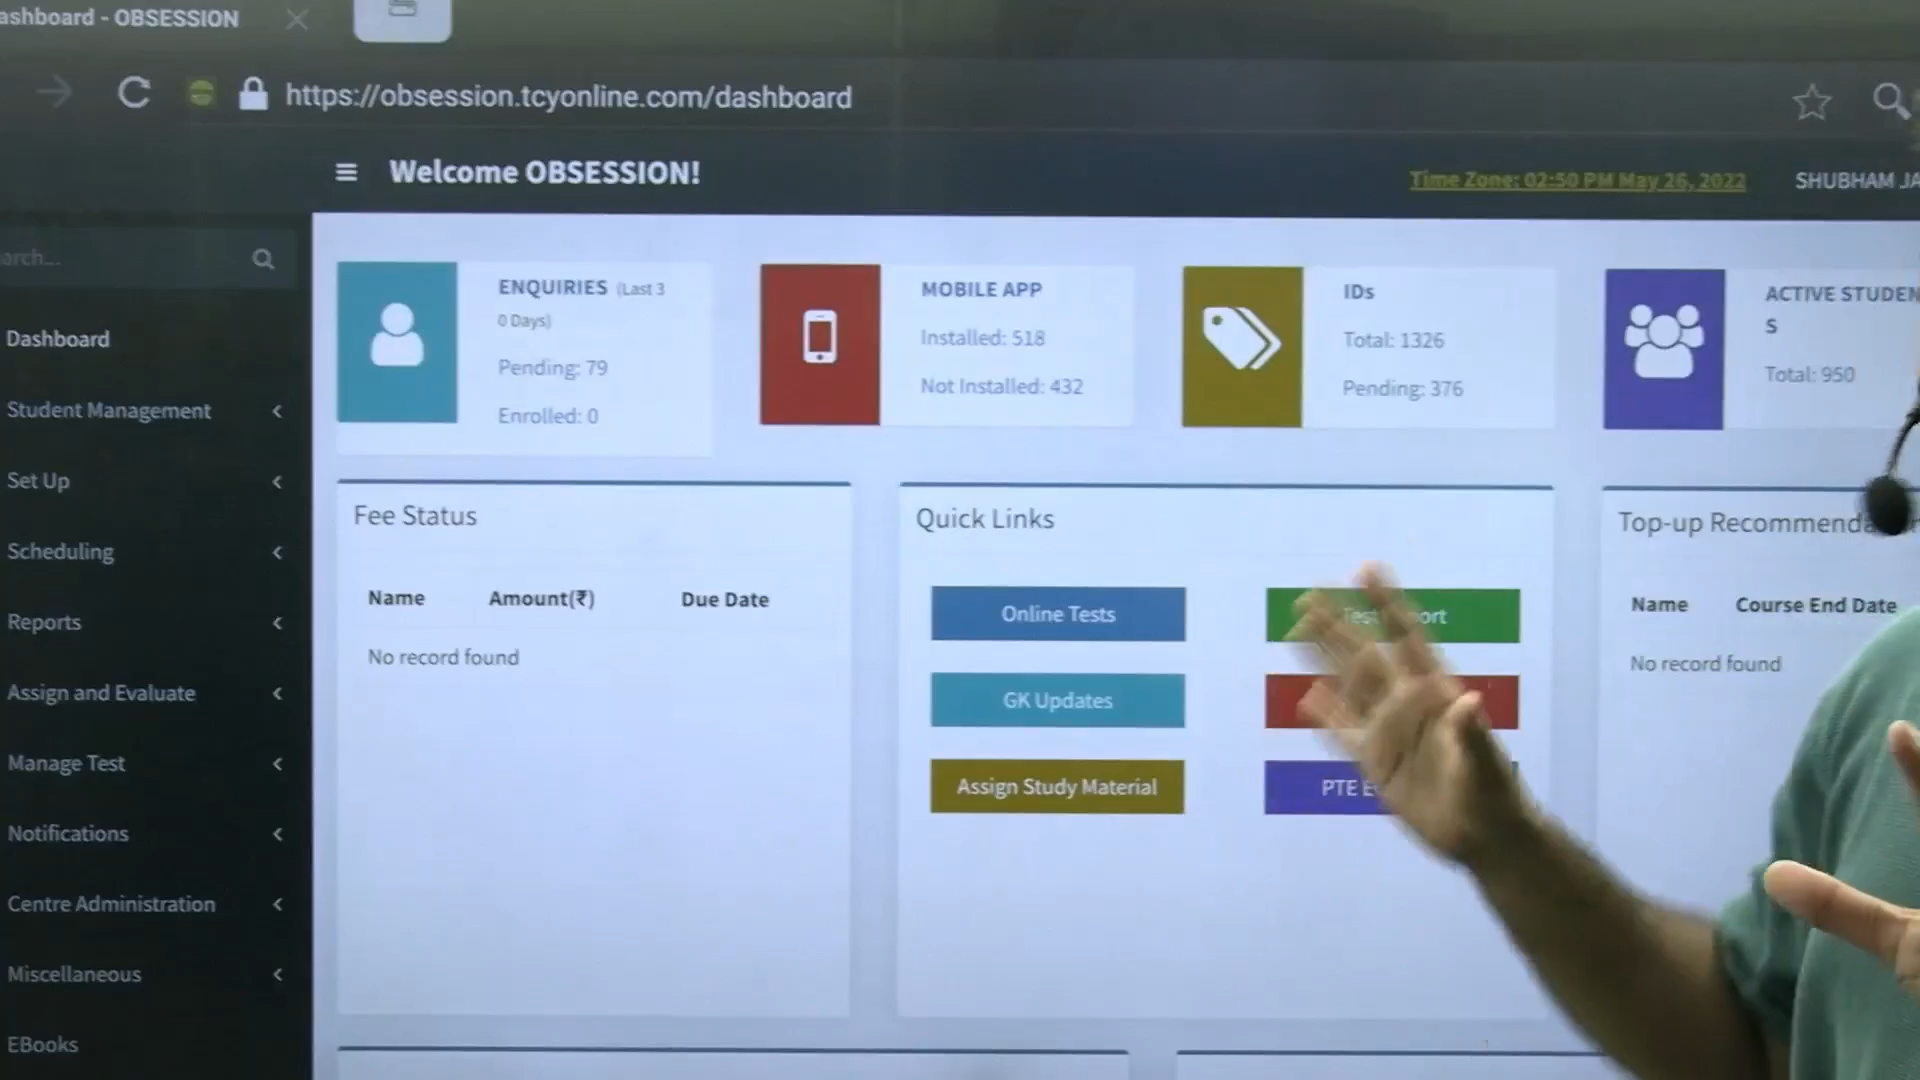 ashboard - OBSESSION
https://obsession.tcyonline.com/dashboard
Welcome OBSESSION!
Time Zone: 02:50 PM May 26, 2022
SHUBHAM JA
arch...
Dashboard
Student Management
Set Up
Scheduling
Reports
Assign and Evaluate
Manage Test
Notifications
Centre Administration
Miscellaneous
EBooks
ENQUIRIES (Last 3
0 Days)
Pending: 79
Enrolled: 0
MOBILE APP
Installed: 518
Not Installed: 432
IDs
Total: 1326
Pending: 376
ACTIVE STUDEN
S
Total: 950
Fee Status
Name Amount(₹) Due Date
No record found
Quick Links
Online Tests
Test ort
GK Updates
Assign Study Material
PTE E
Top-up Recommenda
Name Course End Date
No record found